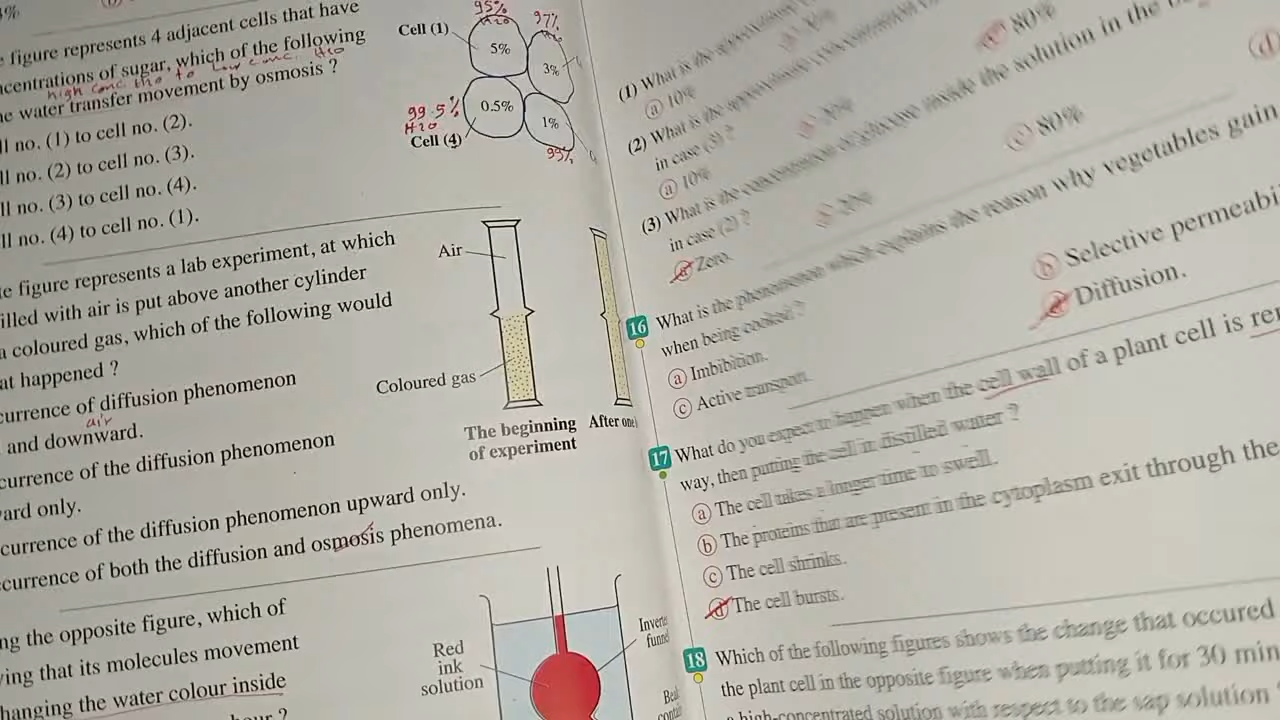 e figure represents 4 adjacent cells that have
ncentrations of sugar, which of the following
high conc H2o to low conc. H2o
e water transfer movement by osmosis ?
ll no. (1) to cell no. (2).
ll no. (2) to cell no. (3).
ll no. (3) to cell no. (4).
ll no. (4) to cell no. (1).
95%
H2o
97%
H2o
Cell (1)
5%
3%
99.5%
H2o
0.5%
1%
Cell (4)
99%
te figure represents a lab experiment, at which
illed with air is put above another cylinder
a coloured gas, which of the following would
at happened ?
currence of diffusion phenomenon
air
and downward.
currence of the diffusion phenomenon
ard only.
currence of the diffusion phenomenon upward only.
currence of both the diffusion and osmosis phenomena.
Air
Coloured gas
The beginning
of experiment
After one
ng the opposite figure, which of
ying that its molecules movement
hanging the water colour inside
hour ?
Red
ink
solution
Inverte
funnel
(1) What is the
a 10%
80%
(2) What is the approximate
in case (3) ?
a 10%
c 80%
(3) What is the concentration of glucose inside the solution in the
in case (2) ?
a Zero.
20%
d
16 What is the phenomenon which explains the reason why vegetables gain
when being cooked ?
a Imbibition.
b Selective permeabi
c Active transport.
d Diffusion.
17 What do you expect to happen when the cell wall of a plant cell is re
way, then putting the cell in distilled water ?
a The cell takes a longer time to swell.
b The proteins that are present in the cytoplasm exit through the
c The cell shrinks.
d The cell bursts.
18 Which of the following figures shows the change that occured
the plant cell in the opposite figure when putting it for 30 min
a high-concentrated solution with respect to the sap solution